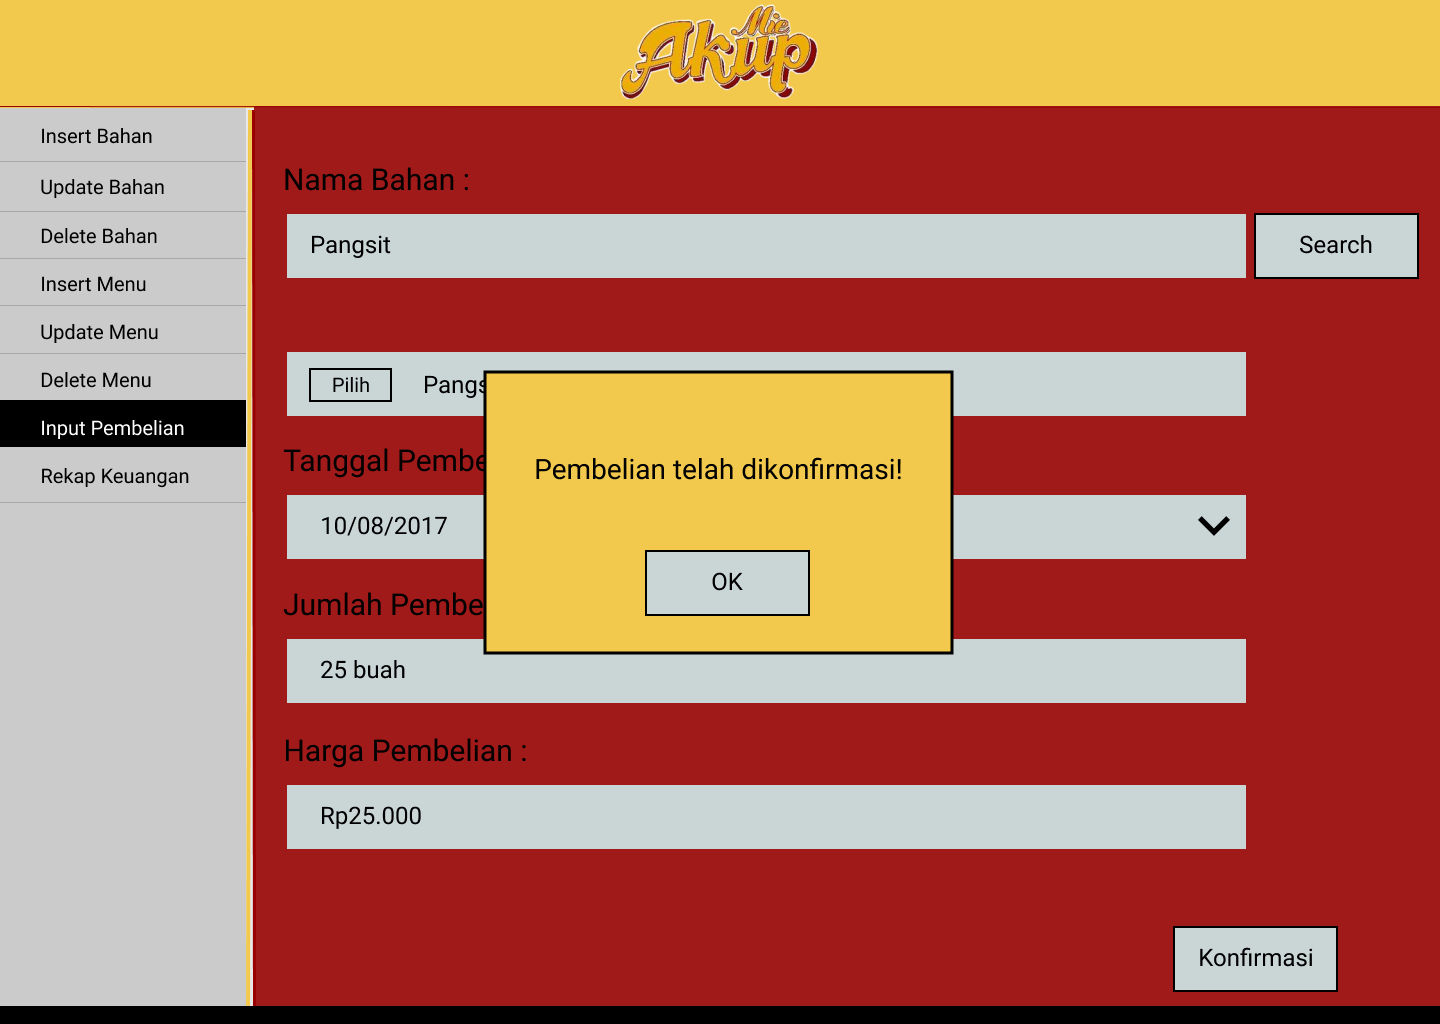 Mie
Akup
Insert Bahan
Update Bahan
Delete Bahan
Insert Menu
Update Menu
Delete Menu
Input Pembelian
Rekap Keuangan
Nama Bahan :
Pangsit
Search
Pilih
Pangs
Tanggal Pembe
10/08/2017
Jumlah Pembe
25 buah
Harga Pembelian :
Rp25.000
Konfirmasi
Pembelian telah dikonfirmasi!
OK